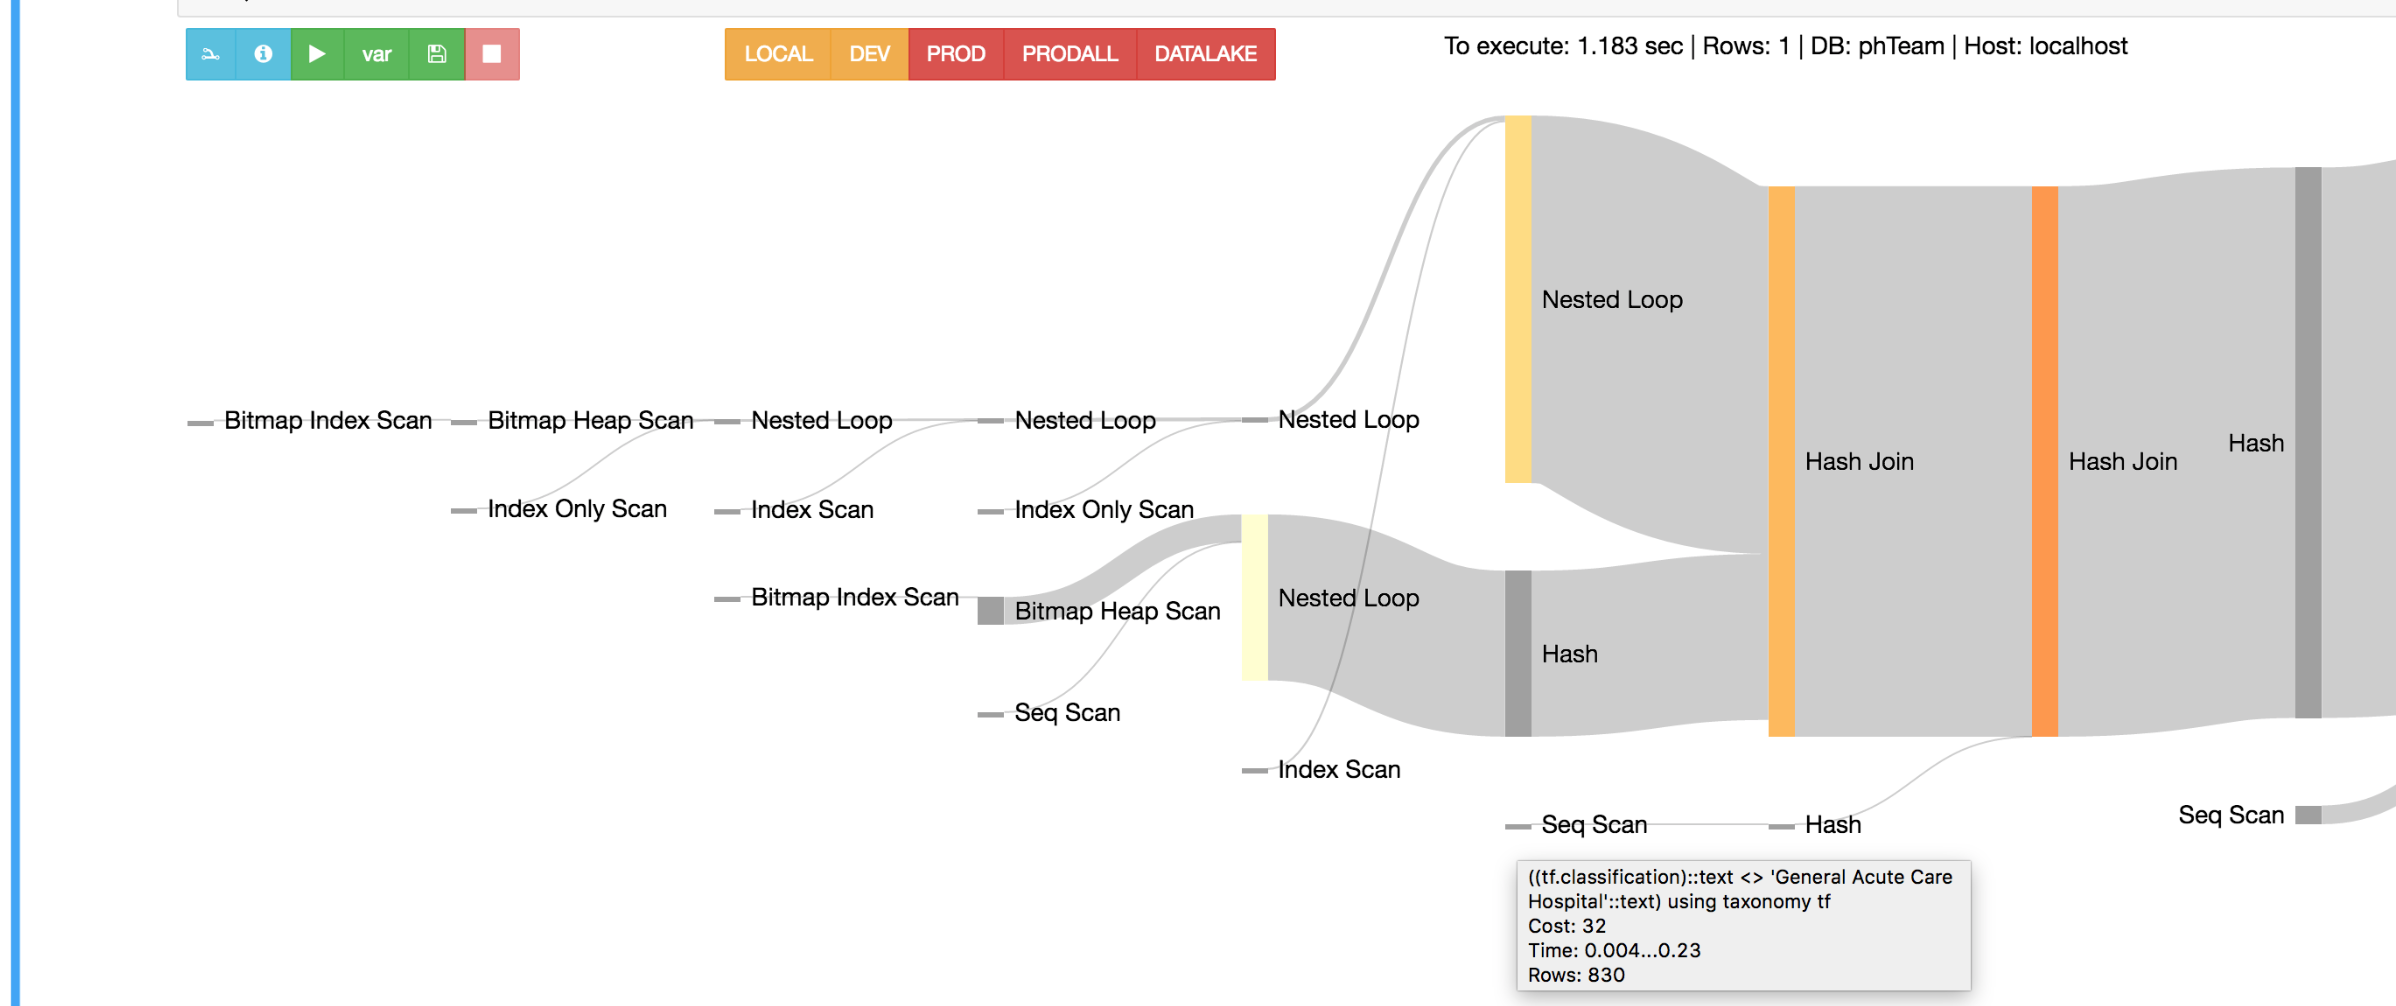 var
LOCAL
DEV
PROD
PRODALL
DATALAKE
To execute: 1.183 sec | Rows: 1 | DB: phTeam | Host: localhost
Nested Loop
Bitmap Index Scan
Bitmap Heap Scan
Nested Loop
Nested Loop
Nested Loop
Hash Join
Hash Join
Hash
Index Only Scan
Index Scan
Index Only Scan
Bitmap Index Scan
Bitmap Heap Scan
Nested Loop
Hash
Seq Scan
Index Scan
Seq Scan
Hash
Seq Scan
((tf.classification)::text <> 'General Acute Care
Hospital'::text) using taxonomy tf
Cost: 32
Time: 0.004...0.23
Rows: 830